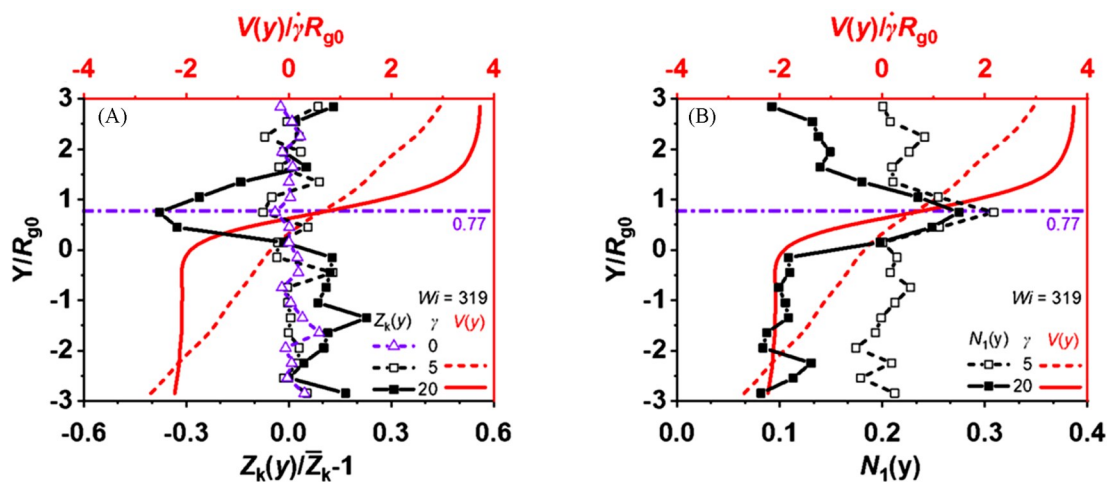 V(y)/γ̇R_g0
-4 -2 0 2 4
(A)
Y/R_g0
3
2
1
0
-1
-2
-3
0.77
Wi = 319
Z_k(y) γ V(y)
0
5
20
-0.6 -0.3 0.0 0.3 0.6
Z_k(y)/Z̄_k-1
V(y)/γ̇R_g0
-4 -2 0 2 4
(B)
Y/R_g0
3
2
1
0
-1
-2
-3
0.77
Wi = 319
N_1(y) γ V(y)
5
20
0.0 0.1 0.2 0.3 0.4
N_1(y)